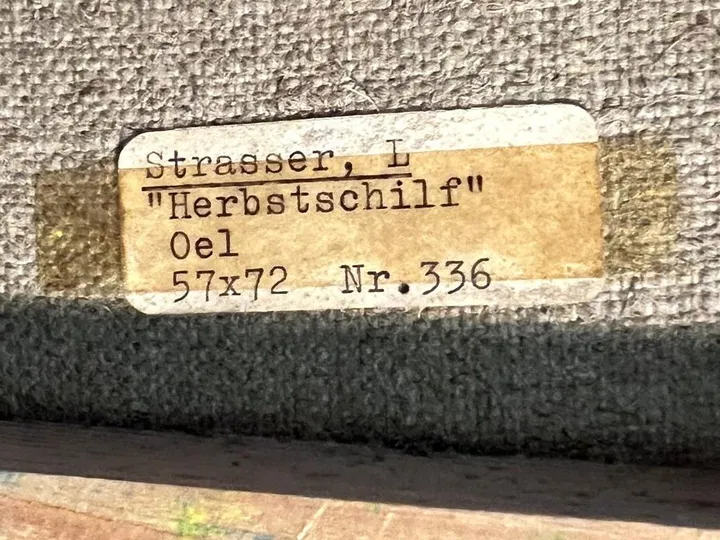 Strasser, L
"Herbstschilf"
Oel
57x72 Nr.336